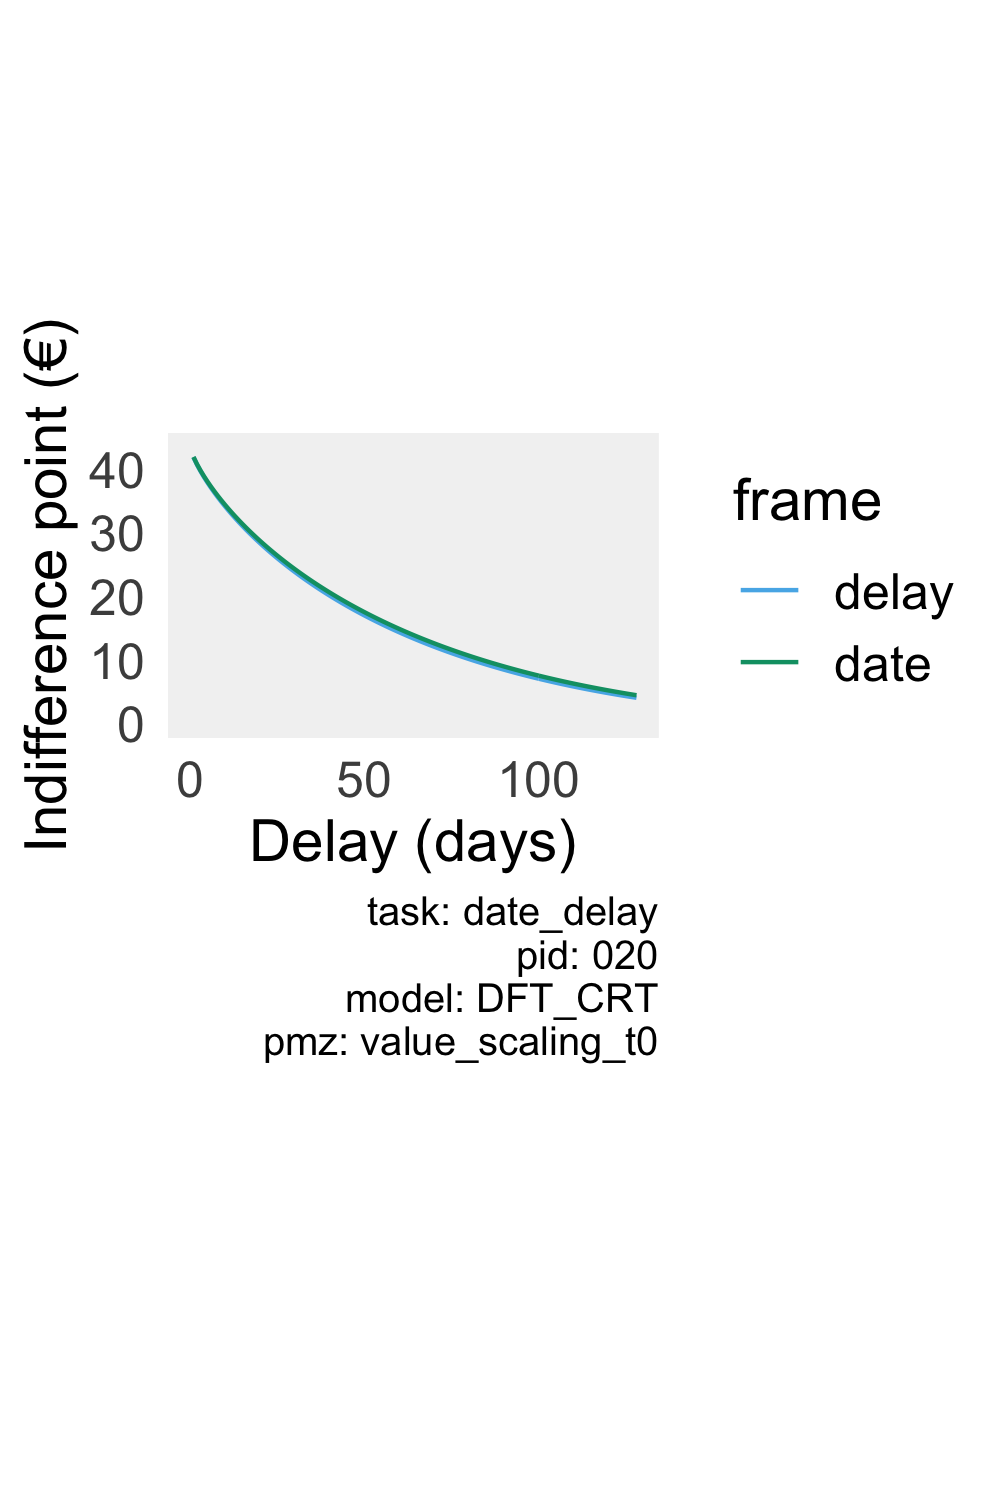 Indifference point (€)
40
30
20
10
0
0 50 100
Delay (days)
frame
delay
date
task: date_delay
pid: 020
model: DFT_CRT
pmz: value_scaling_t0